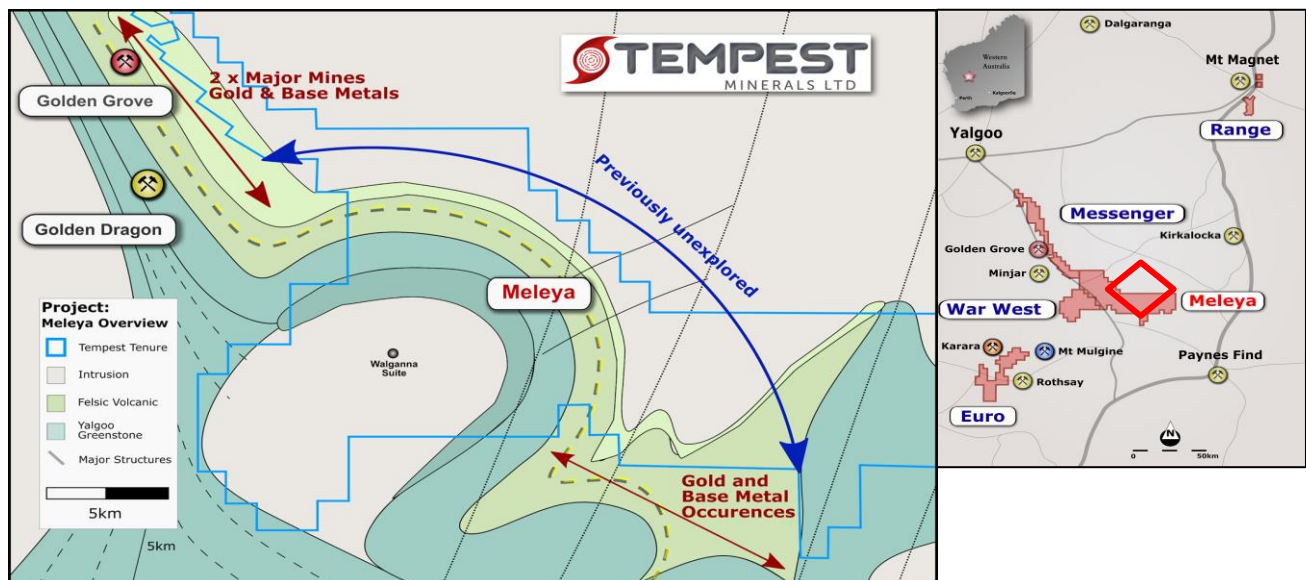 TEMPEST
MINERALS LTD
2 x Major Mines
Gold & Base Metals
Golden Grove
Golden Dragon
Previously unexplored
Meleya
Walganna
Suite
Gold and
Base Metal
Occurences
Project:
Meleya Overview
Tempest Tenure
Intrusion
Felsic Volcanic
Yalgoo
Greenstone
Major Structures
5km
5km
Western
Australia
Perth
Kalgoorlie
Dalgaranga
Mt Magnet
Range
Yalgoo
Messenger
Golden Grove
Kirkalocka
Minjar
War West
Meleya
Karara
Mt Mulgine
Paynes Find
Rothsay
Euro
N
0 50km